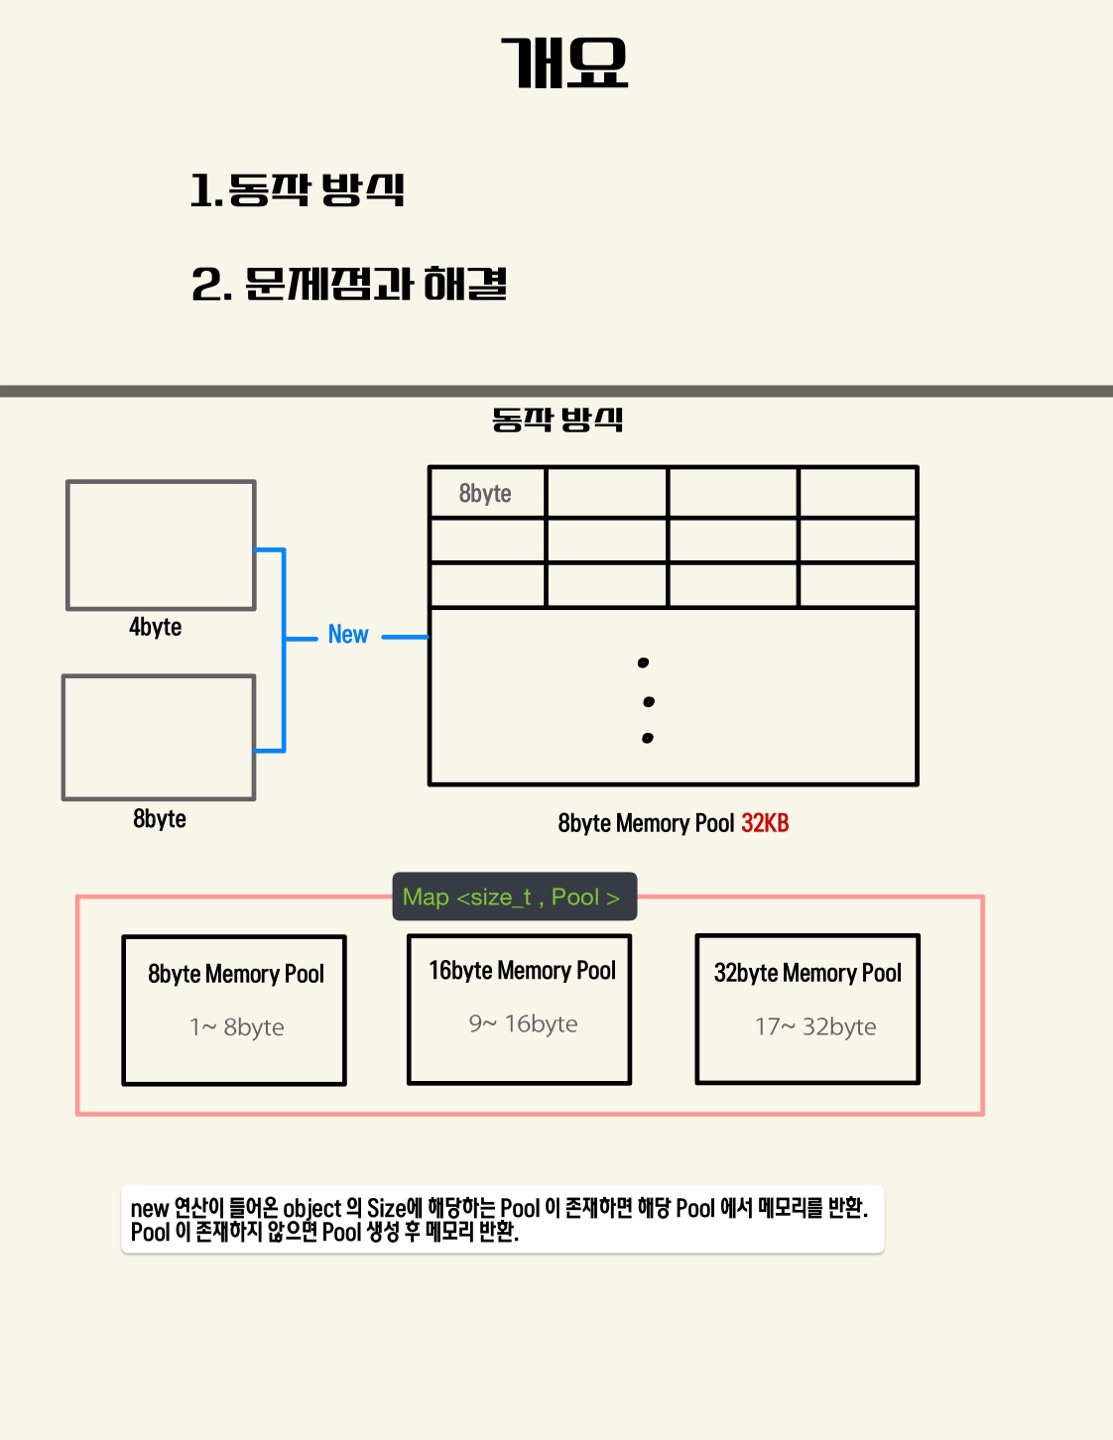 개요
1.동작 방식
2. 문제점과 해결
동작 방식
8byte
4byte
New
8byte
8byte Memory Pool 32KB
Map <size_t , Pool >
8byte Memory Pool
1~ 8byte
16byte Memory Pool
9~ 16byte
32byte Memory Pool
17~ 32byte
new 연산이 들어온 object 의 Size에 해당하는 Pool 이 존재하면 해당 Pool 에서 메모리를 반환.
Pool 이 존재하지 않으면 Pool 생성 후 메모리 반환.